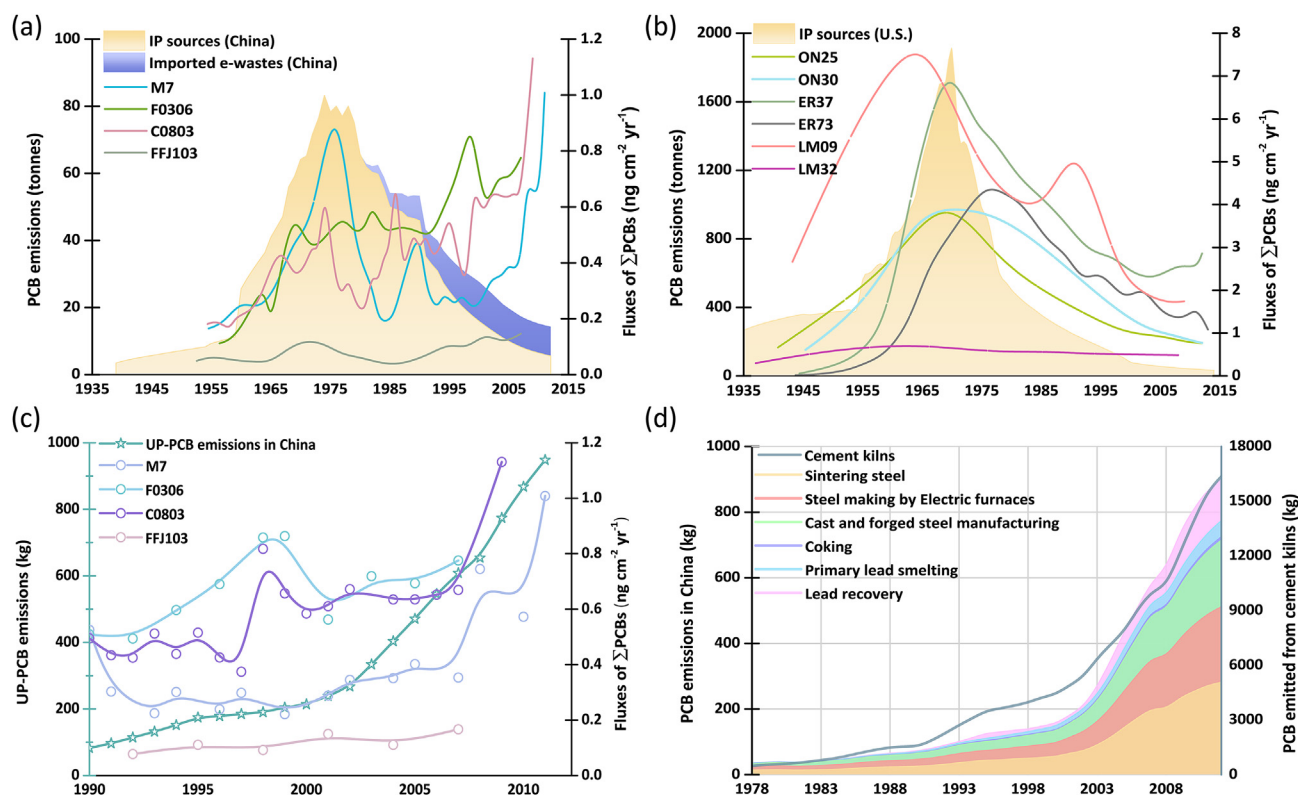 (a)
100
80
60
40
20
0
PCB emissions (tonnes)
IP sources (China)
Imported e-wastes (China)
M7
F0306
C0803
FFJ103
1.2
1.0
0.8
0.6
0.4
0.2
0.0
Fluxes of ∑PCBs (ng cm⁻² yr⁻¹)
1935 1945 1955 1965 1975 1985 1995 2005 2015
(b)
2000
1600
1200
800
400
0
PCB emissions (tonnes)
IP sources (U.S.)
ON25
ON30
ER37
ER73
LM09
LM32
8
7
6
5
4
3
2
1
0
Fluxes of ∑PCBs (ng cm⁻² yr⁻¹)
1935 1945 1955 1965 1975 1985 1995 2005 2015
(c)
1000
800
600
400
200
0
UP-PCB emissions (kg)
UP-PCB emissions in China
M7
F0306
C0803
FFJ103
1.2
1.0
0.8
0.6
0.4
0.2
0.0
Fluxes of ∑PCBs (ng cm⁻² yr⁻¹)
1990 1995 2000 2005 2010
(d)
1000
800
600
400
200
0
PCB emissions in China (kg)
Cement kilns
Sintering steel
Steel making by Electric furnaces
Cast and forged steel manufacturing
Coking
Primary lead smelting
Lead recovery
18000
15000
12000
9000
6000
3000
0
PCB emitted from cement kilns (kg)
1978 1983 1988 1993 1998 2003 2008